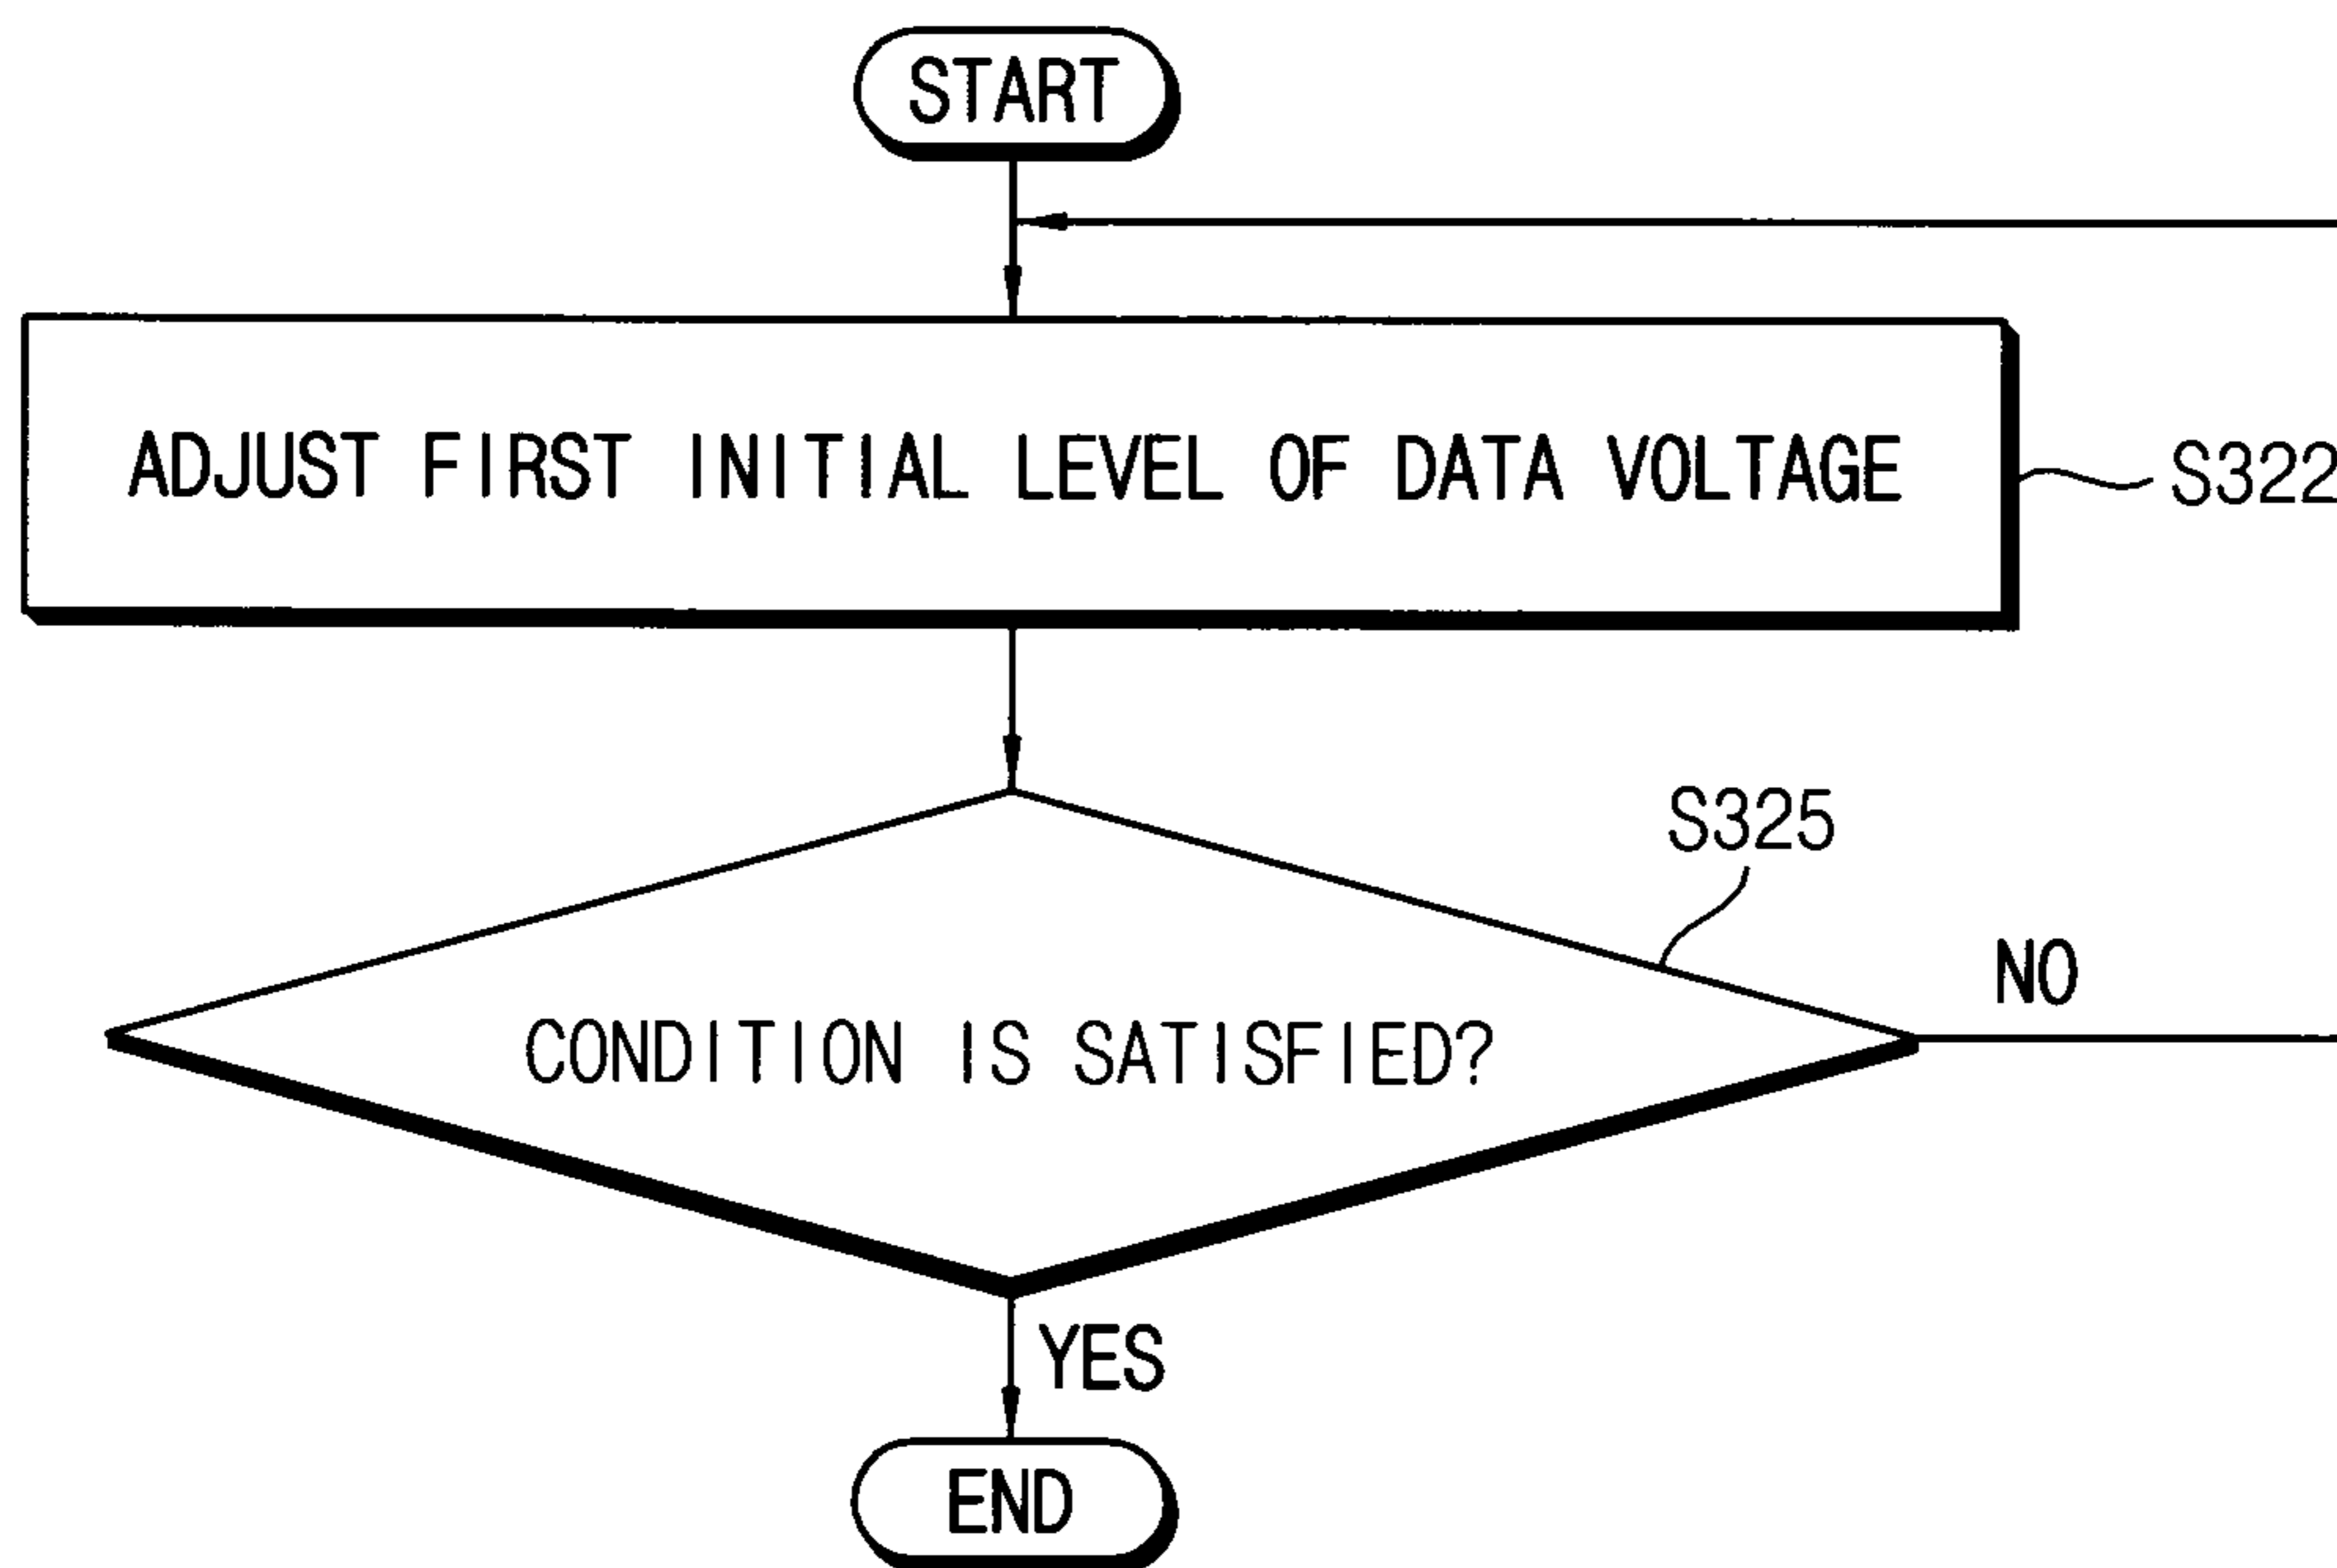 START
ADJUST FIRST INITIAL LEVEL OF DATA VOLTAGE
S322
S325
NO
CONDITION IS SATISFIED?
YES
END